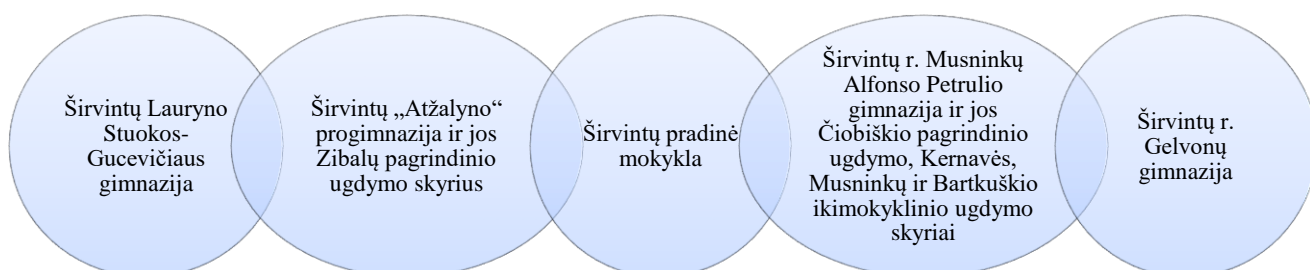 Širvintų Lauryno
Stuokos-
Gucevičiaus
gimnazija
Širvintų „Atžalyno“
progimnazija ir jos
Zibalų pagrindinio
ugdymo skyrius
Širvintų pradinė
mokykla
Širvintų r. Musninkų
Alfonso Petrulio
gimnazija ir jos
Čiobiškio pagrindinio
ugdymo, Kernavės,
Musninkų ir Bartkuškio
ikimokyklinio ugdymo
skyriai
Širvintų r.
Gelvonų
gimnazija